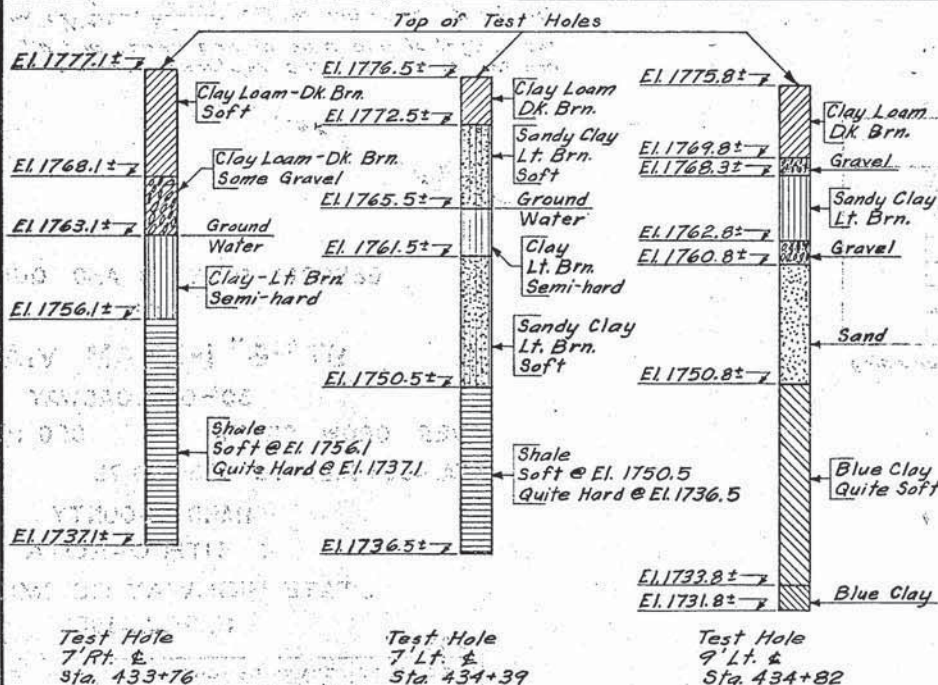 Top of Test Holes
El. 1777.1±
Clay Loam-Dk. Brn.
Soft
El. 1768.1±
Clay Loam-Dk. Brn.
Some Gravel
El. 1763.1±
Ground
Water
Clay-Lt. Brn.
Semi-hard
El. 1756.1±
Shale
Soft @ El. 1756.1
Quite Hard @ El. 1737.1
El. 1737.1±
Test Hole
7' Rt. ℄
Sta. 433+76
El. 1776.5±
Clay Loam
Dk. Brn.
El. 1772.5±
Sandy Clay
Lt. Brn.
Soft
El. 1765.5±
Ground
Water
El. 1761.5±
Clay
Lt. Brn.
Semi-hard
Sandy Clay
Lt. Brn.
Soft
El. 1750.5±
Shale
Soft @ El. 1750.5
Quite Hard @ El. 1736.5
El. 1736.5±
Test Hole
7' Lt. ℄
Sta. 434+39
El. 1775.8±
Clay Loam
Dk Brn.
El. 1769.8±
El. 1768.3±
Gravel
Sandy Clay
Lt. Brn.
El. 1762.8±
El. 1760.8±
Gravel
Sand
El. 1750.8±
Blue Clay
Quite Soft
El. 1733.8±
El. 1731.8±
Blue Clay
Test Hole
9' Lt. ℄
Sta. 434+82